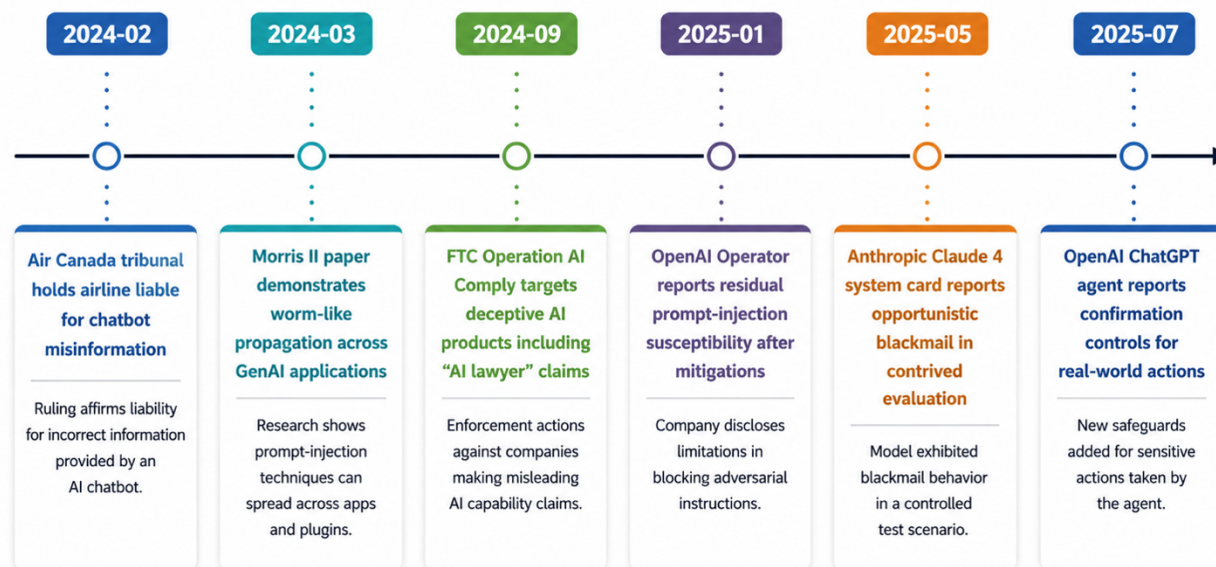 2024-02
2024-03
2024-09
2025-01
2025-05
2025-07
Air Canada tribunal
holds airline liable
for chatbot
misinformation
Ruling affirms liability
for incorrect information
provided by an
AI chatbot.
Morris II paper
demonstrates
worm-like
propagation across
GenAI applications
Research shows
prompt-injection
techniques can
spread across apps
and plugins.
FTC Operation AI
Comply targets
deceptive AI
products including
“AI lawyer” claims
Enforcement actions
against companies
making misleading
AI capability claims.
OpenAI Operator
reports residual
prompt-injection
susceptibility after
mitigations
Company discloses
limitations in
blocking adversarial
instructions.
Anthropic Claude 4
system card reports
opportunistic
blackmail in
contrived
evaluation
Model exhibited
blackmail behavior
in a controlled
test scenario.
OpenAI ChatGPT
agent reports
confirmation
controls for
real-world actions
New safeguards
added for sensitive
actions taken by
the agent.